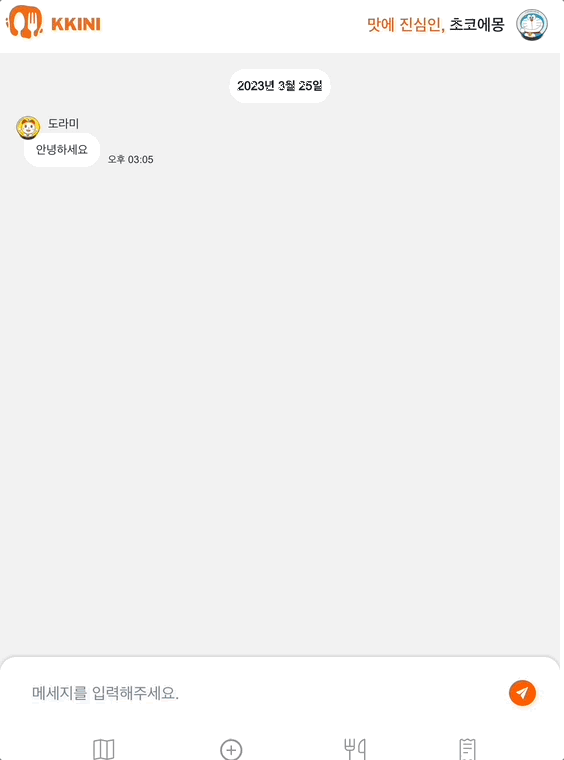 KKINI
맛에 진심인, 초코에몽
2023년 3월 25일
도라미
안녕하세요
오후 03:05
메세지를 입력해주세요.